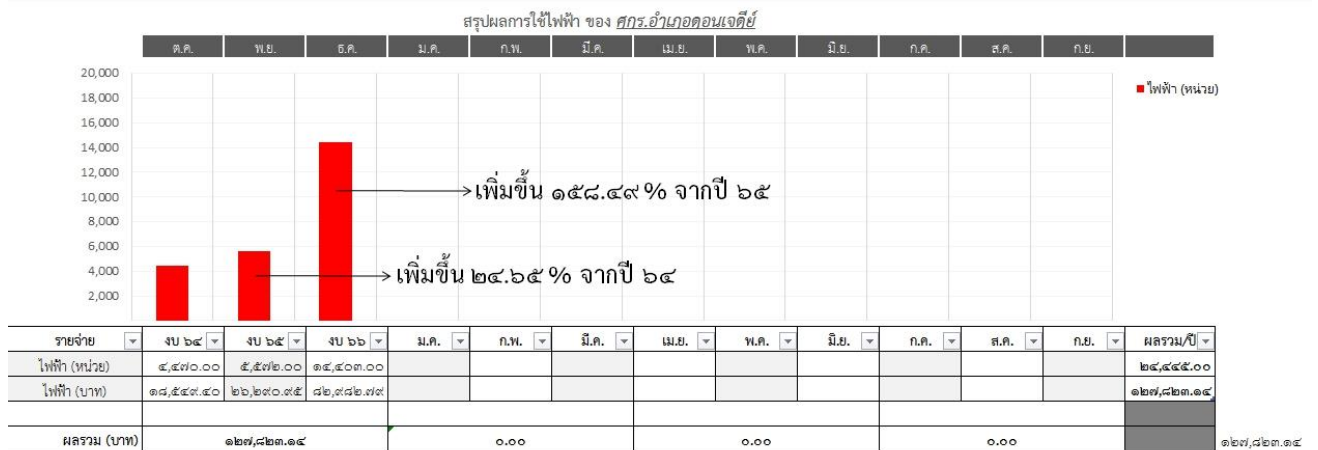 สรุปผลการใช้ไฟฟ้า ของ ศกร.อำเภอดอนเจดีย์
ต.ค. พ.ย. ธ.ค. ม.ค. ก.พ. มี.ค. เม.ย. พ.ค. มิ.ย. ก.ค. ส.ค. ก.ย.
20,000
ไฟฟ้า (หน่วย)
18,000
16,000
14,000
12,000
10,000
เพิ่มขึ้น ๑๕๘.๔๙ % จากปี ๖๕
8,000
6,000
4,000
เพิ่มขึ้น ๒๔.๖๕ % จากปี ๖๔
2,000
รายจ่าย งบ ๖๔ งบ ๖๕ งบ ๖๖ ม.ค. ก.พ. มี.ค. เม.ย. พ.ค. มิ.ย. ก.ค. ส.ค. ก.ย. ผลรวม/ปี
ไฟฟ้า (หน่วย) ๔,๔๗๐.๐๐ ๕,๕๗๒.๐๐ ๑๔,๔๐๓.๐๐ ๒๔,๔๔๕.๐๐
ไฟฟ้า (บาท) ๑๘,๕๔๙.๔๐ ๒๖,๒๙๐.๙๕ ๘๒,๙๘๒.๗๙ ๑๒๗,๘๒๓.๑๔
ผลรวม (บาท) ๑๒๗,๘๒๓.๑๔ ๐.๐๐ ๐.๐๐ ๐.๐๐ ๑๒๗,๘๒๓.๑๔